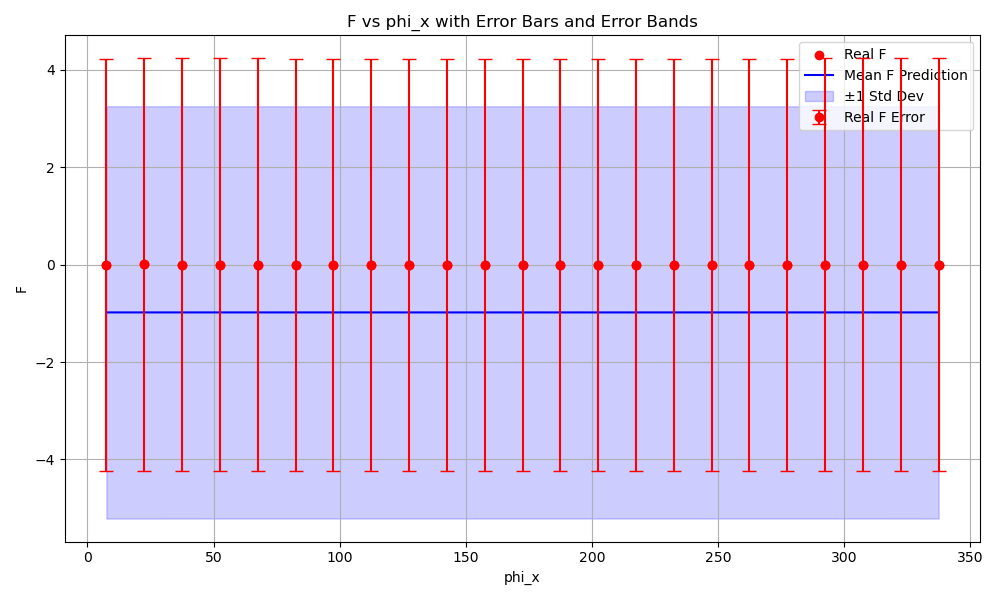 F vs phi_x with Error Bars and Error Bands
Real F
Mean F Prediction
±1 Std Dev
Real F Error
F
4
2
0
−2
−4
0 50 100 150 200 250 300 350
phi_x